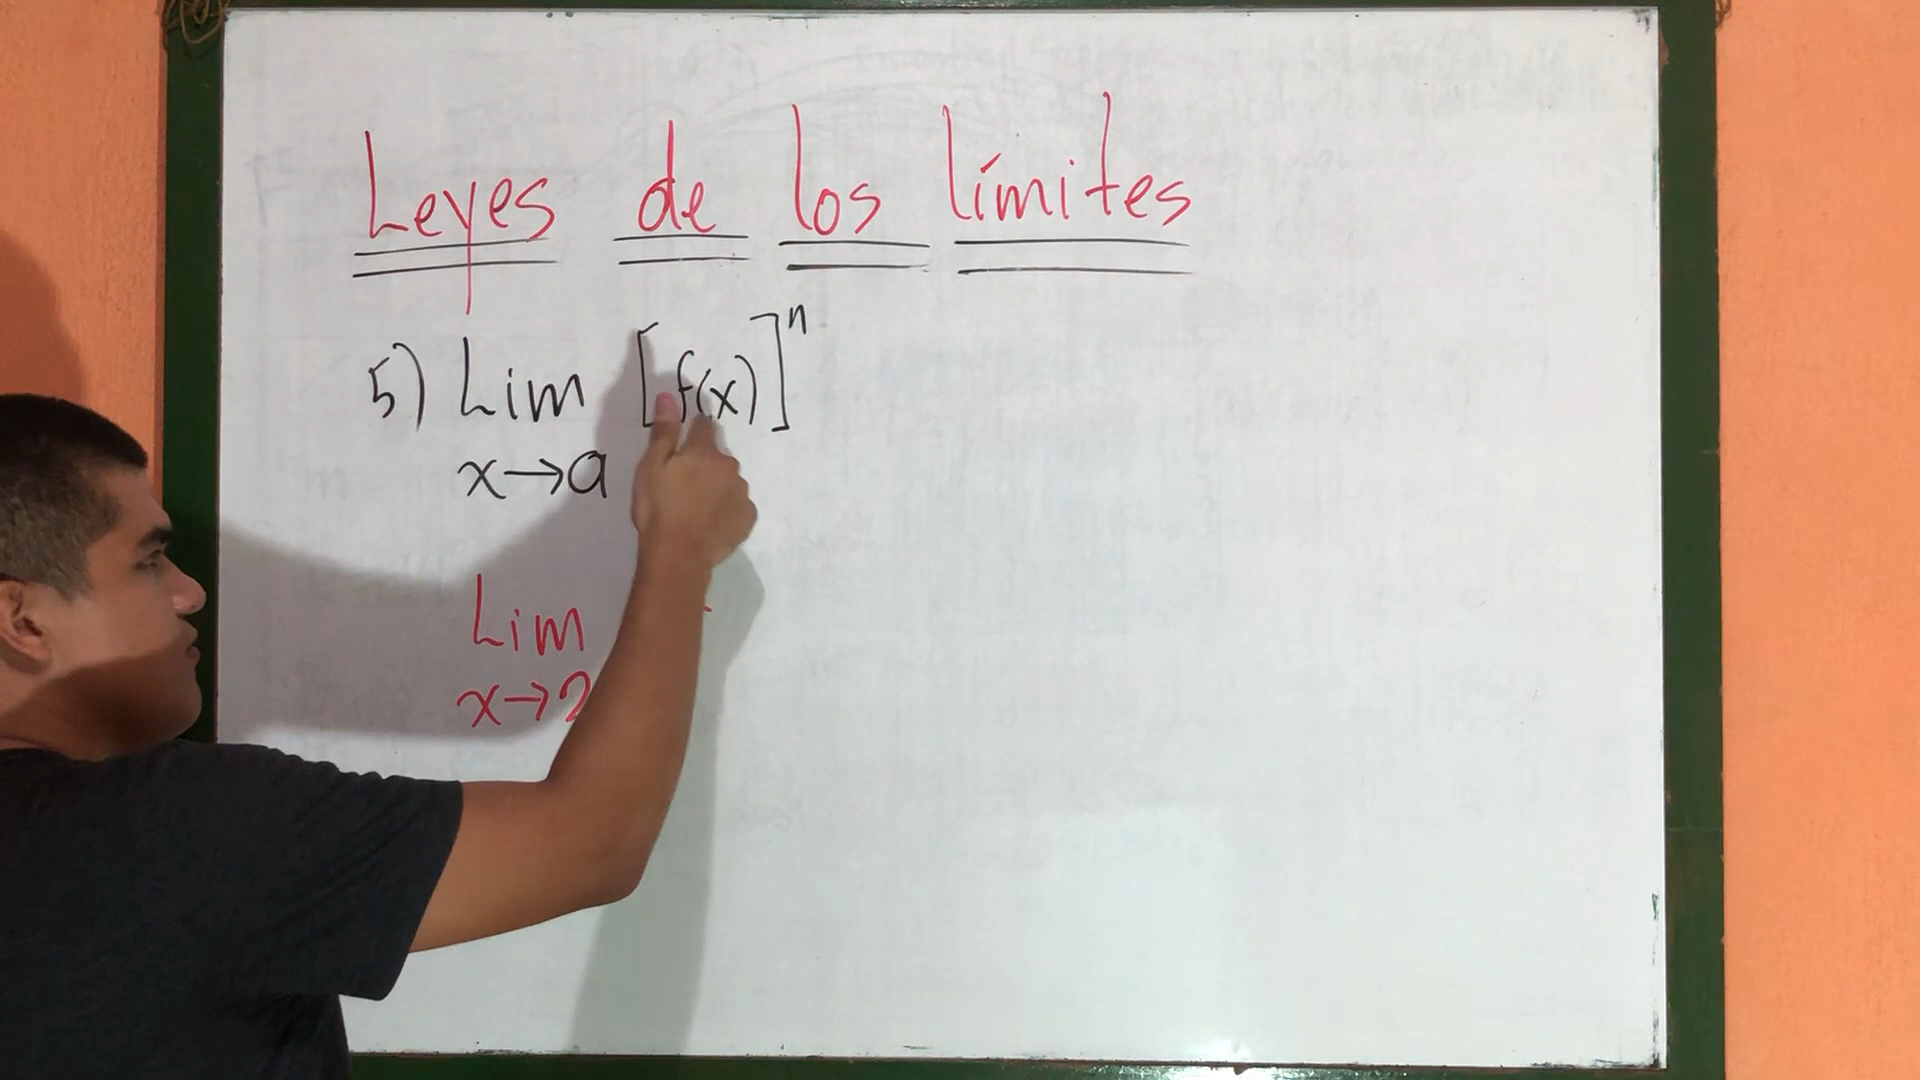 Leyes de los límites
5) Lim [f(x)]ⁿ
x→a
Lim
x→2